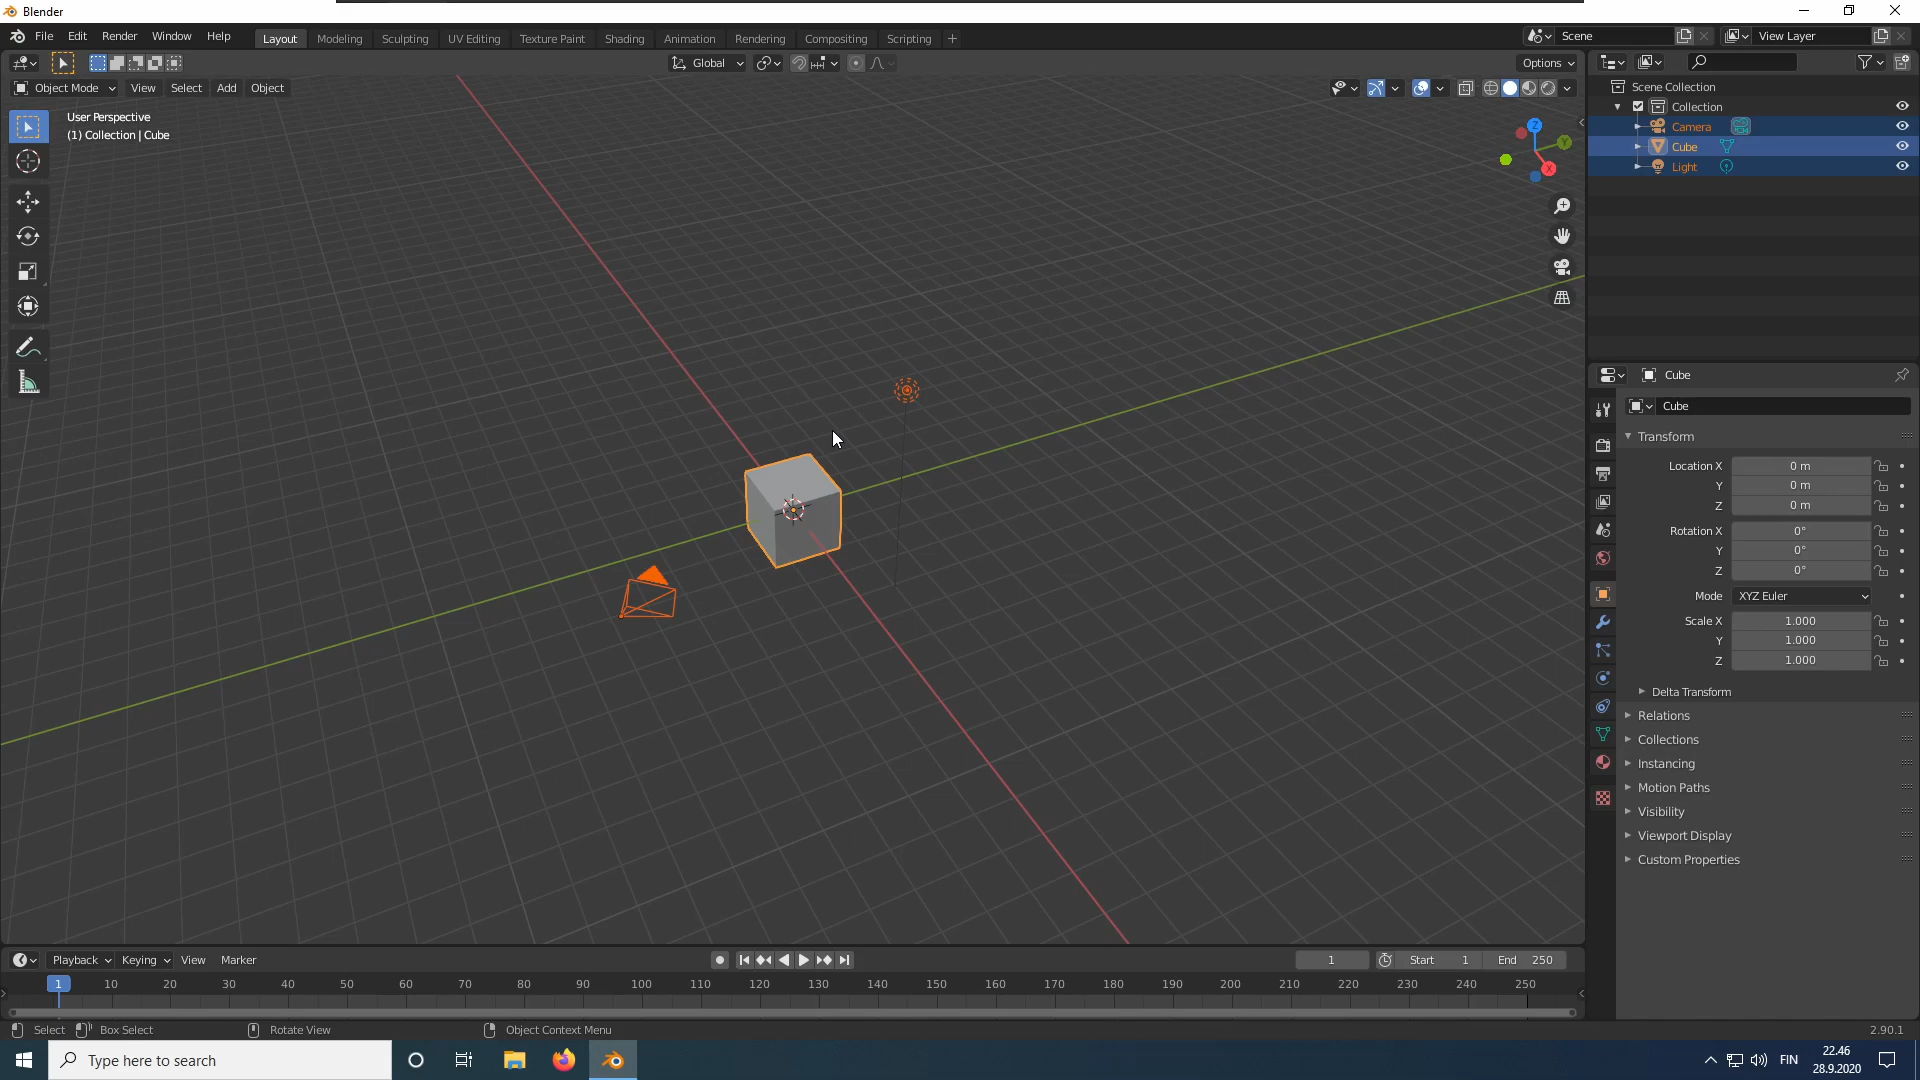 Blender
File Edit Render Window Help Layout Modeling Sculpting UV Editing Texture Paint Shading Animation Rendering Compositing Scripting + Scene View Layer
Global Options
Object Mode View Select Add Object
User Perspective
(1) Collection | Cube
Z
Y
X
Scene Collection
Collection
Camera
Cube
Light
Cube
Cube
Transform
Location X 0 m
Y 0 m
Z 0 m
Rotation X 0°
Y 0°
Z 0°
Mode XYZ Euler
Scale X 1.000
Y 1.000
Z 1.000
Delta Transform
Relations
Collections
Instancing
Motion Paths
Visibility
Viewport Display
Custom Properties
Playback Keying View Marker 1 Start 1 End 250
1 10 20 30 40 50 60 70 80 90 100 110 120 130 140 150 160 170 180 190 200 210 220 230 240 250
Select Box Select Rotate View Object Context Menu 2.90.1
Type here to search FIN 22.46
28.9.2020